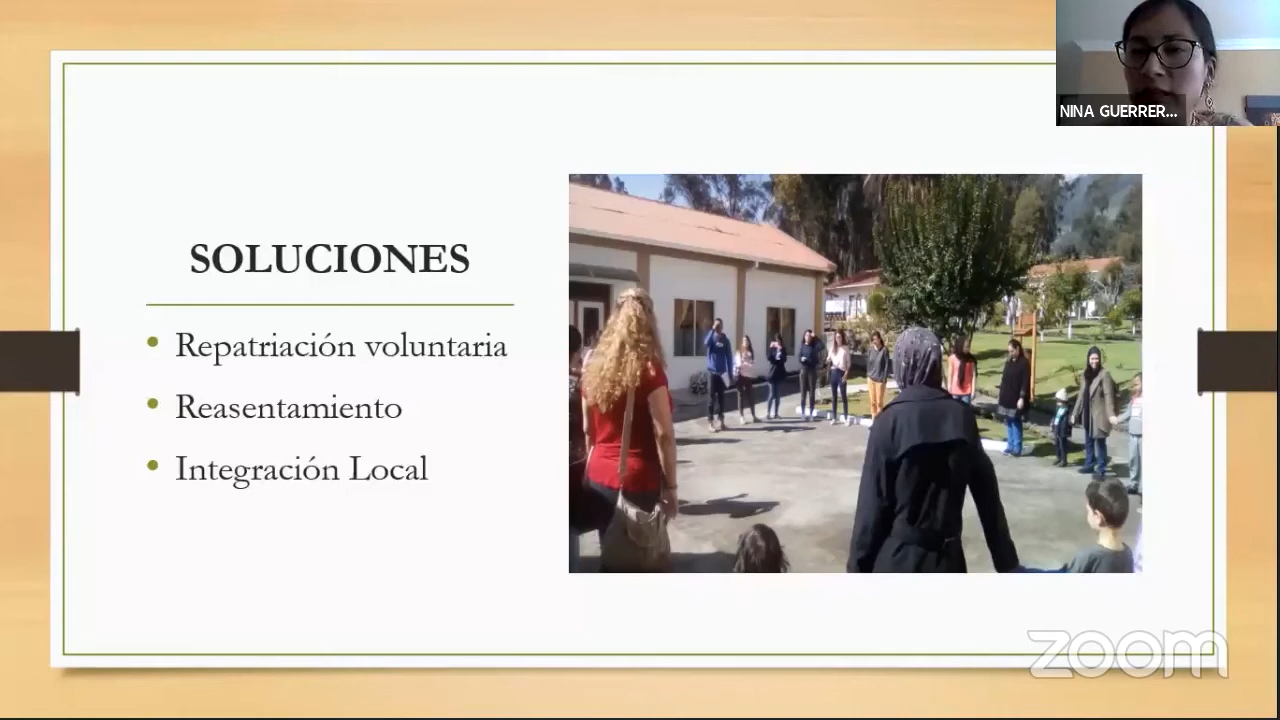 NINA GUERRER...
SOLUCIONES
Repatriación voluntaria
Reasentamiento
Integración Local
zoom